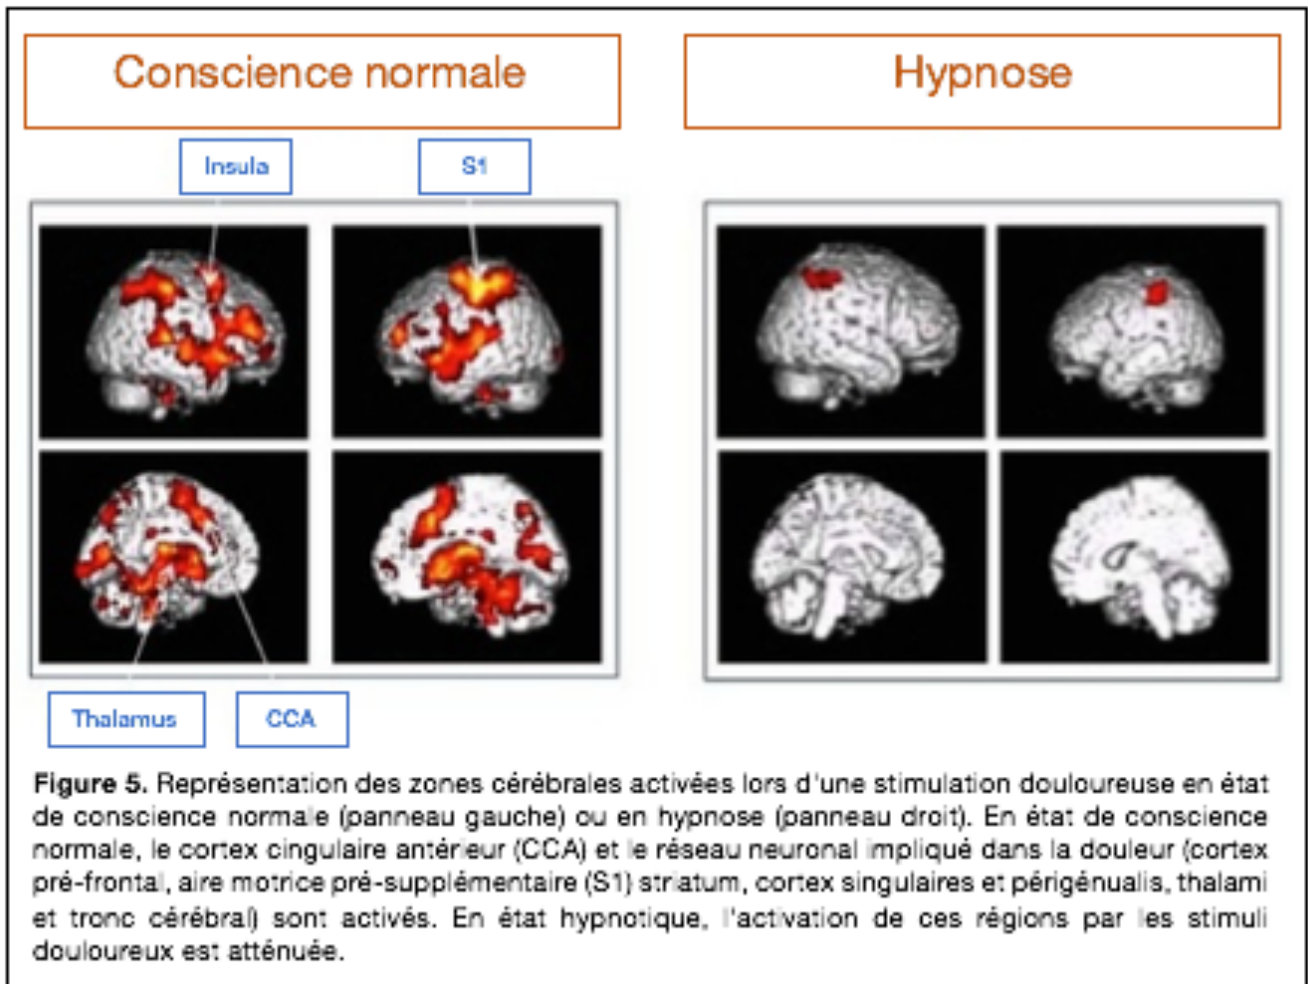 Conscience normale
Hypnose
Insula
S1
Thalamus
CCA
Figure 5. Représentation des zones cérébrales activées lors d'une stimulation douloureuse en état
de conscience normale (panneau gauche) ou en hypnose (panneau droit). En état de conscience
normale, le cortex cingulaire antérieur (CCA) et le réseau neuronal impliqué dans la douleur (cortex
pré-frontal, aire motrice pré-supplémentaire (S1) striatum, cortex singulaires et périgénualis, thalami
et tronc cérébral) sont activés. En état hypnotique, l'activation de ces régions par les stimuli
douloureux est atténuée.